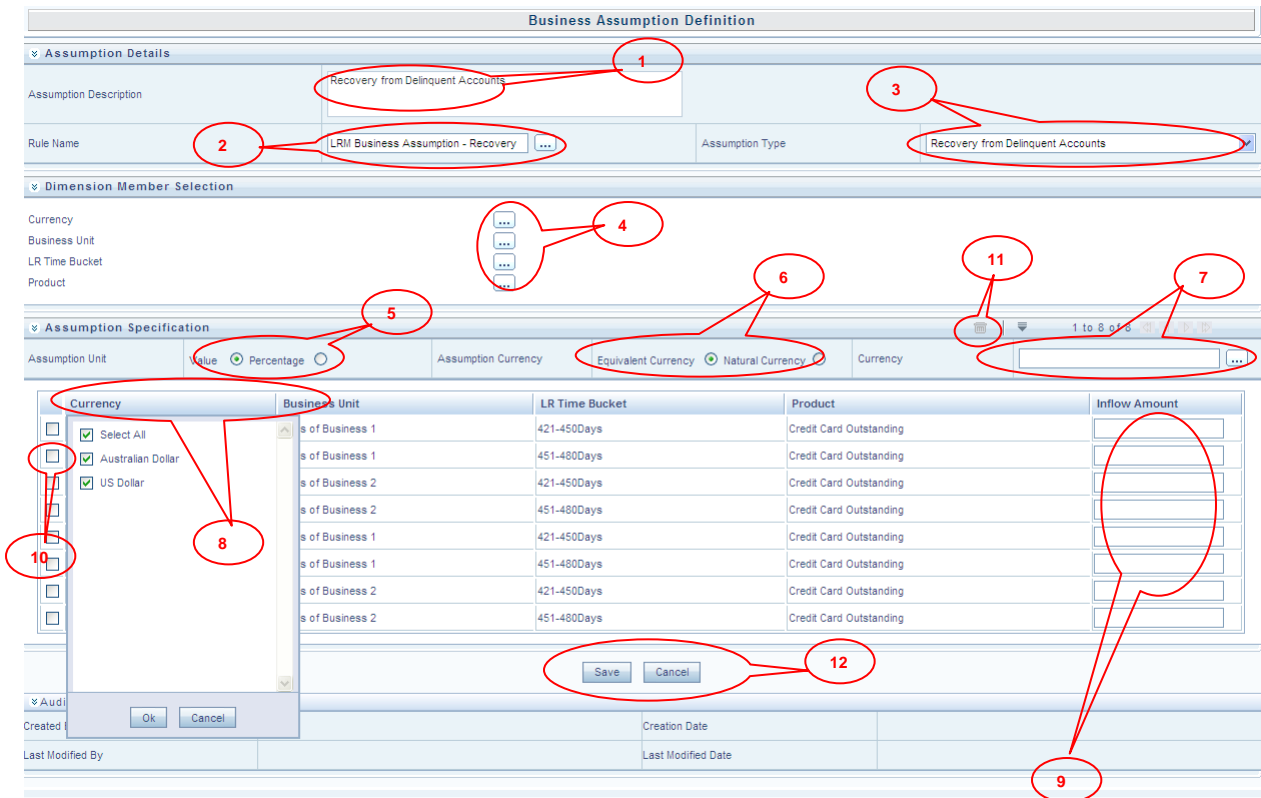 Business Assumption Definition
Assumption Details
1
Assumption Description
Recovery from Delinquent Accounts
3
Rule Name
2
LRM Business Assumption - Recovery
...
Assumption Type
Recovery from Delinquent Accounts
Dimension Member Selection
Currency
...
4
Business Unit
...
LR Time Bucket
...
Product
...
11
6
7
5
Assumption Specification
1 to 8 of 8
Assumption Unit
Value
Percentage
Assumption Currency
Equivalent Currency
Natural Currency
Currency
...
Currency
Business Unit
LR Time Bucket
Product
Inflow Amount
Select All
Australian Dollar
US Dollar
Ok
Cancel
s of Business 1
421-450Days
Credit Card Outstanding
s of Business 1
451-480Days
Credit Card Outstanding
s of Business 2
421-450Days
Credit Card Outstanding
s of Business 2
451-480Days
Credit Card Outstanding
s of Business 1
421-450Days
Credit Card Outstanding
s of Business 1
451-480Days
Credit Card Outstanding
s of Business 2
421-450Days
Credit Card Outstanding
s of Business 2
451-480Days
Credit Card Outstanding
8
10
Save
Cancel
12
Audi
Created
Creation Date
Last Modified By
Last Modified Date
9